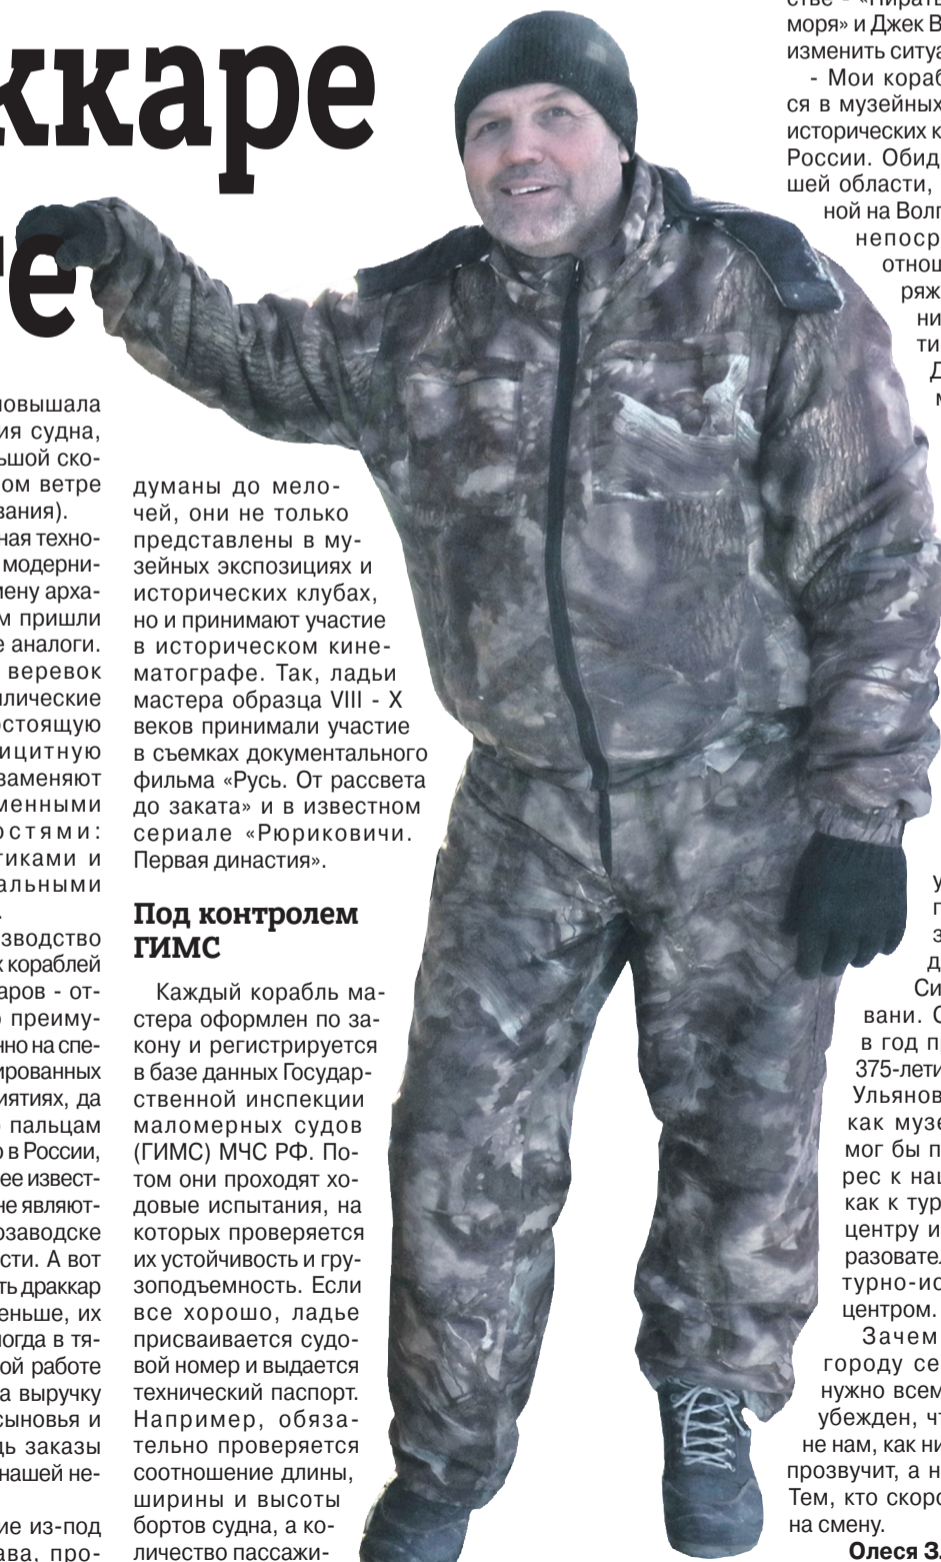 ккаре
те
повышала
ия судна,
ьшой ско-
ом ветре
вания).
ная техно-
модерни-
мену арха-
м пришли
е аналоги.
веревок
ллические
стоящую
ицитную
заменяют
менными
остями:
тиками и
альными
зводство
х кораблей
аров - от-
о преиму-
нно на спе-
ированных
иятиях, да
пальцам
о в России,
ее извест-
не являют-
озаводске
сти. А вот
ть драккар
еньше, их
ногда в тя-
ой работе
а выручку
сыновья и
дь заказы
нашей не-
ие из-под
ава, про-
думаны до мело-
чей, они не только
представлены в му-
зейных экспозициях и
исторических клубах,
но и принимают участие
в историческом кине-
матографе. Так, ладьи
мастера образца VIII - X
веков принимали участие
в съемках документального
фильма «Русь. От рассвета
до заката» и в известном
сериале «Рюриковичи.
Первая династия».
Под контролем
ГИМС
Каждый корабль ма-
стера оформлен по за-
кону и регистрируется
в базе данных Государ-
ственной инспекции
маломерных судов
(ГИМС) МЧС РФ. По-
том они проходят хо-
довые испытания, на
которых проверяется
их устойчивость и гру-
зоподъемность. Если
все хорошо, ладье
присваивается судо-
вой номер и выдается
технический паспорт.
Например, обяза-
тельно проверяется
соотношение длины,
ширины и высоты
бортов судна, а ко-
личество пассажи-
стве - «Пираты
моря» и Джек В
изменить ситуа
- Мои кораб
ся в музейных
исторических к
России. Обид
шей области,
ной на Волг
непоср
отнош
ряж
ни
ти
Д
м
у
г
з
д
Си
вани. С
в год пр
375-лети
Ульянов
как музе
мог бы п
рес к наш
как к тур
центру и
разовател
турно-ис
центром.
Зачем
городу се
нужно всем
убежден, чт
не нам, как ни
прозвучит, а н
Тем, кто скоро
на смену.
Олеся З